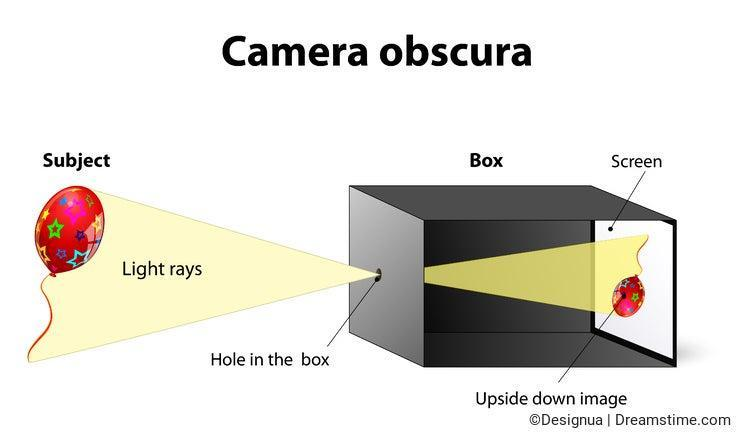 Camera obscura
Subject
Box
Screen
Light rays
Hole in the box
Upside down image
©Designua | Dreamstime.com